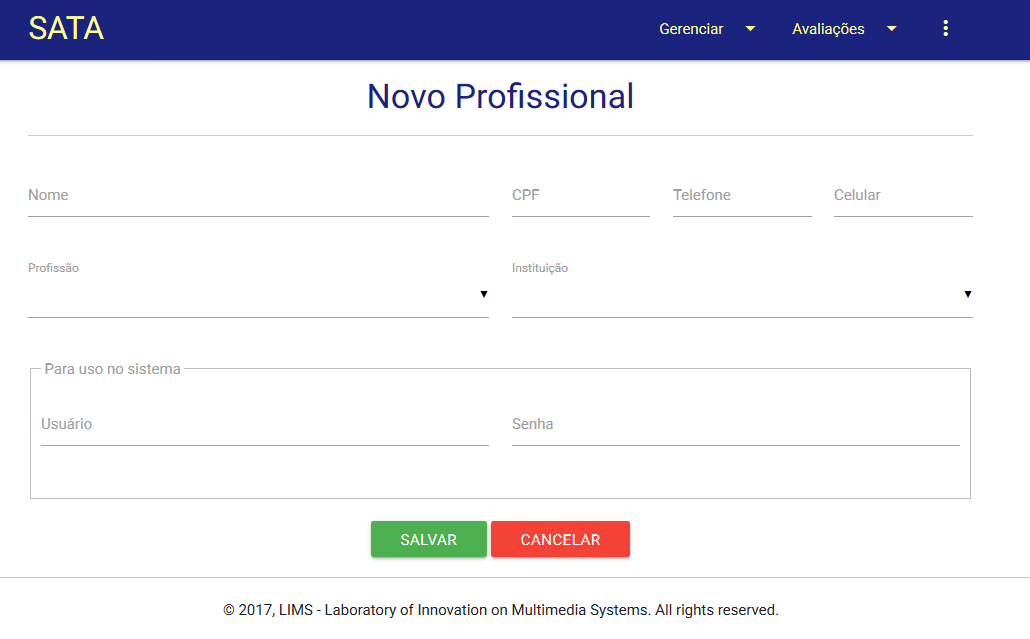 SATA Gerenciar Avaliações
Novo Profissional
Nome CPF Telefone Celular
Profissão Instituição
Para uso no sistema
Usuário Senha
SALVAR CANCELAR
© 2017, LIMS - Laboratory of Innovation on Multimedia Systems. All rights reserved.